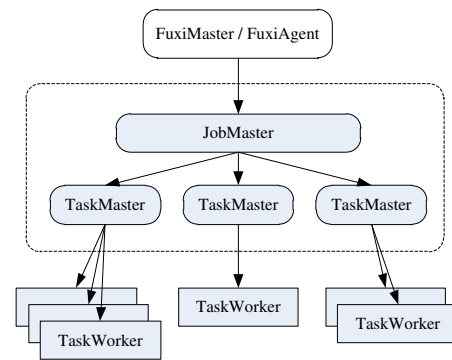 FuxiMaster / FuxiAgent
JobMaster
TaskMaster
TaskMaster
TaskMaster
TaskWorker
TaskWorker
TaskWorker